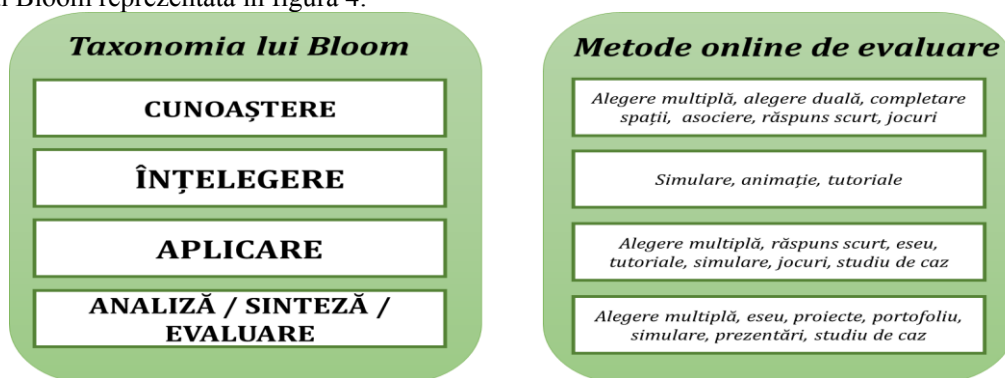 Bloom reprezentată în figura 4.
Taxonomia lui Bloom
CUNOAȘTERE
ÎNȚELEGERE
APLICARE
ANALIZĂ / SINTEZĂ /
EVALUARE
Metode online de evaluare
Alegere multiplă, alegere duală, completare
spații, asociere, răspuns scurt, jocuri
Simulare, animație, tutoriale
Alegere multiplă, răspuns scurt, eseu,
tutoriale, simulare, jocuri, studiu de caz
Alegere multiplă, eseu, proiecte, portofoliu,
simulare, prezentări, studiu de caz